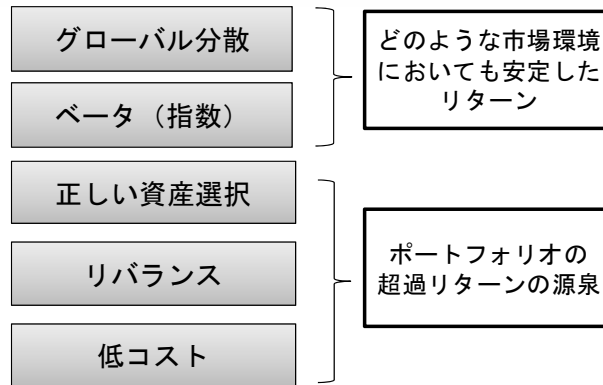 グローバル分散
ベータ（指数）
どのような市場環境
においても安定した
リターン
正しい資産選択
リバランス
低コスト
ポートフォリオの
超過リターンの源泉